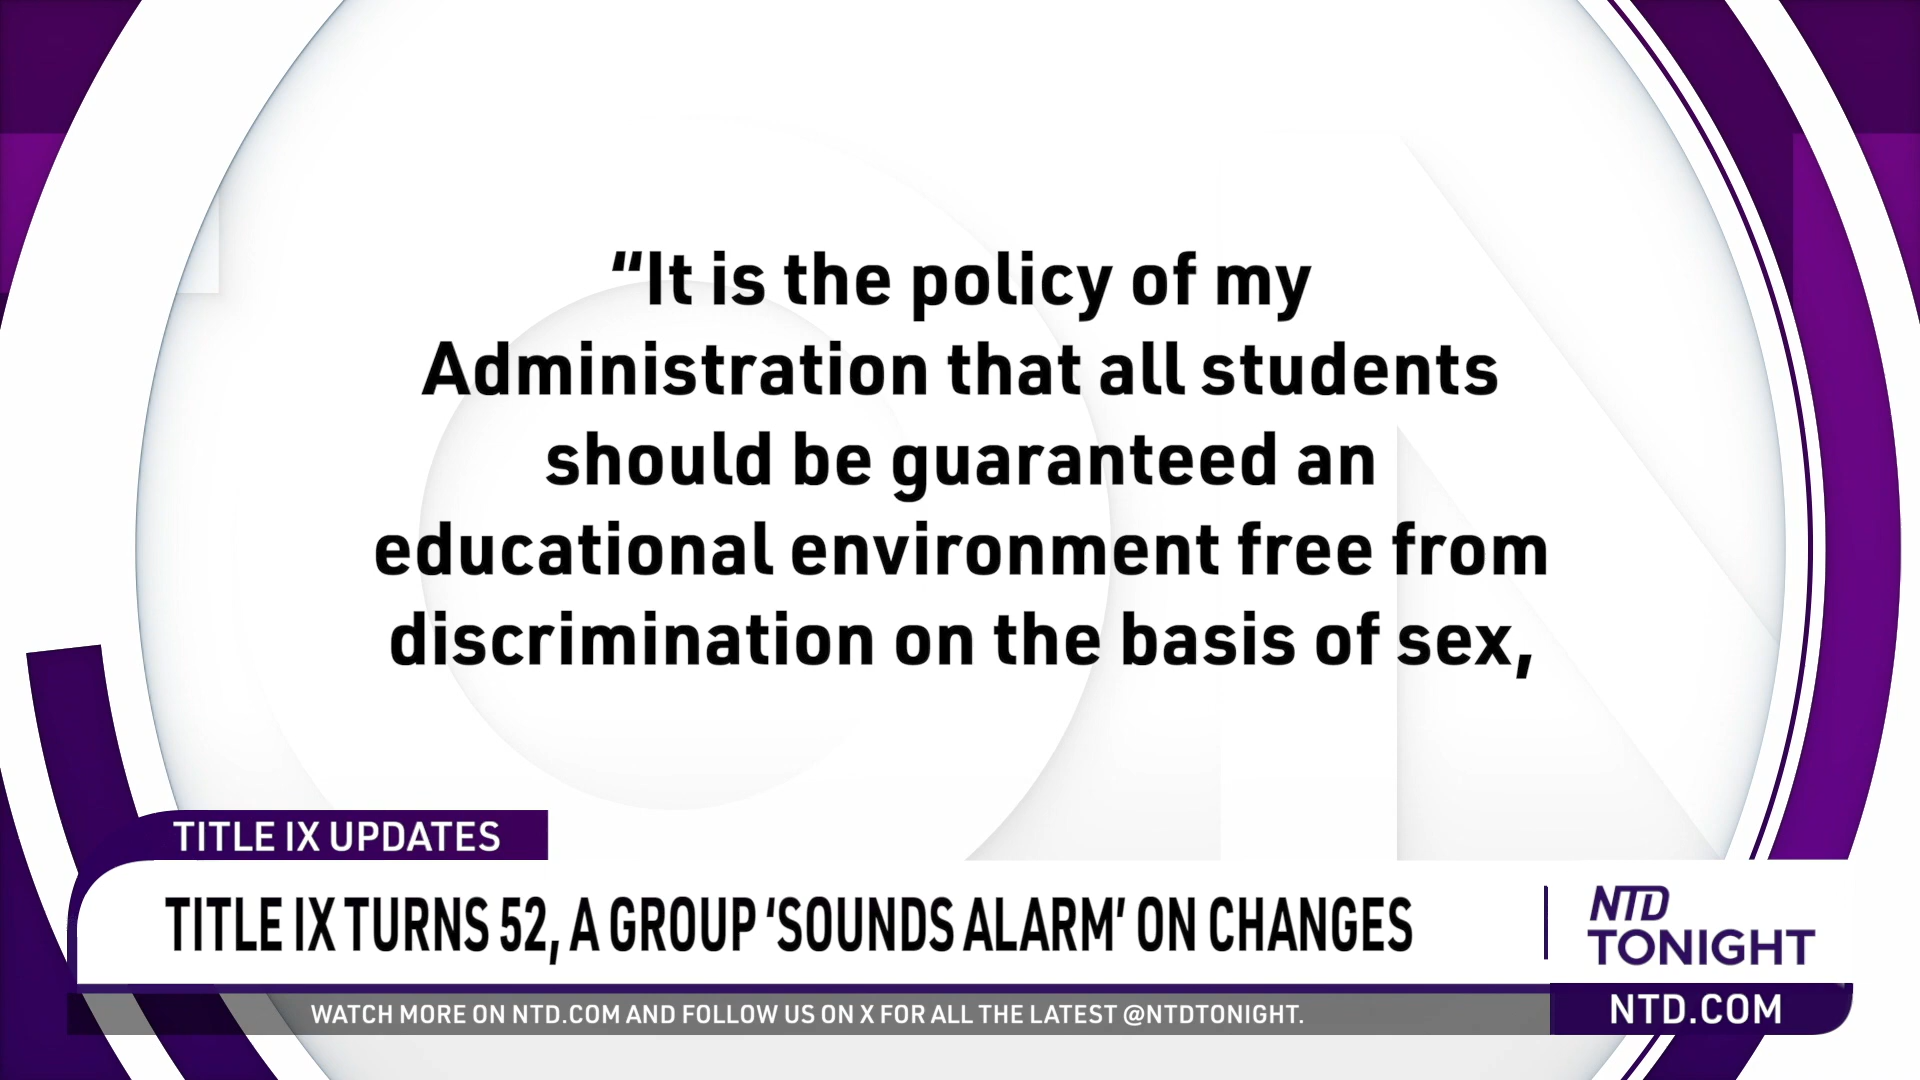 “It is the policy of my
Administration that all students
should be guaranteed an
educational environment free from
discrimination on the basis of sex,
TITLE IX UPDATES
TITLE IX TURNS 52, A GROUP ‘SOUNDS ALARM’ ON CHANGES
NTD
TONIGHT
WATCH MORE ON NTD.COM AND FOLLOW US ON X FOR ALL THE LATEST @NTDTONIGHT.
NTD.COM